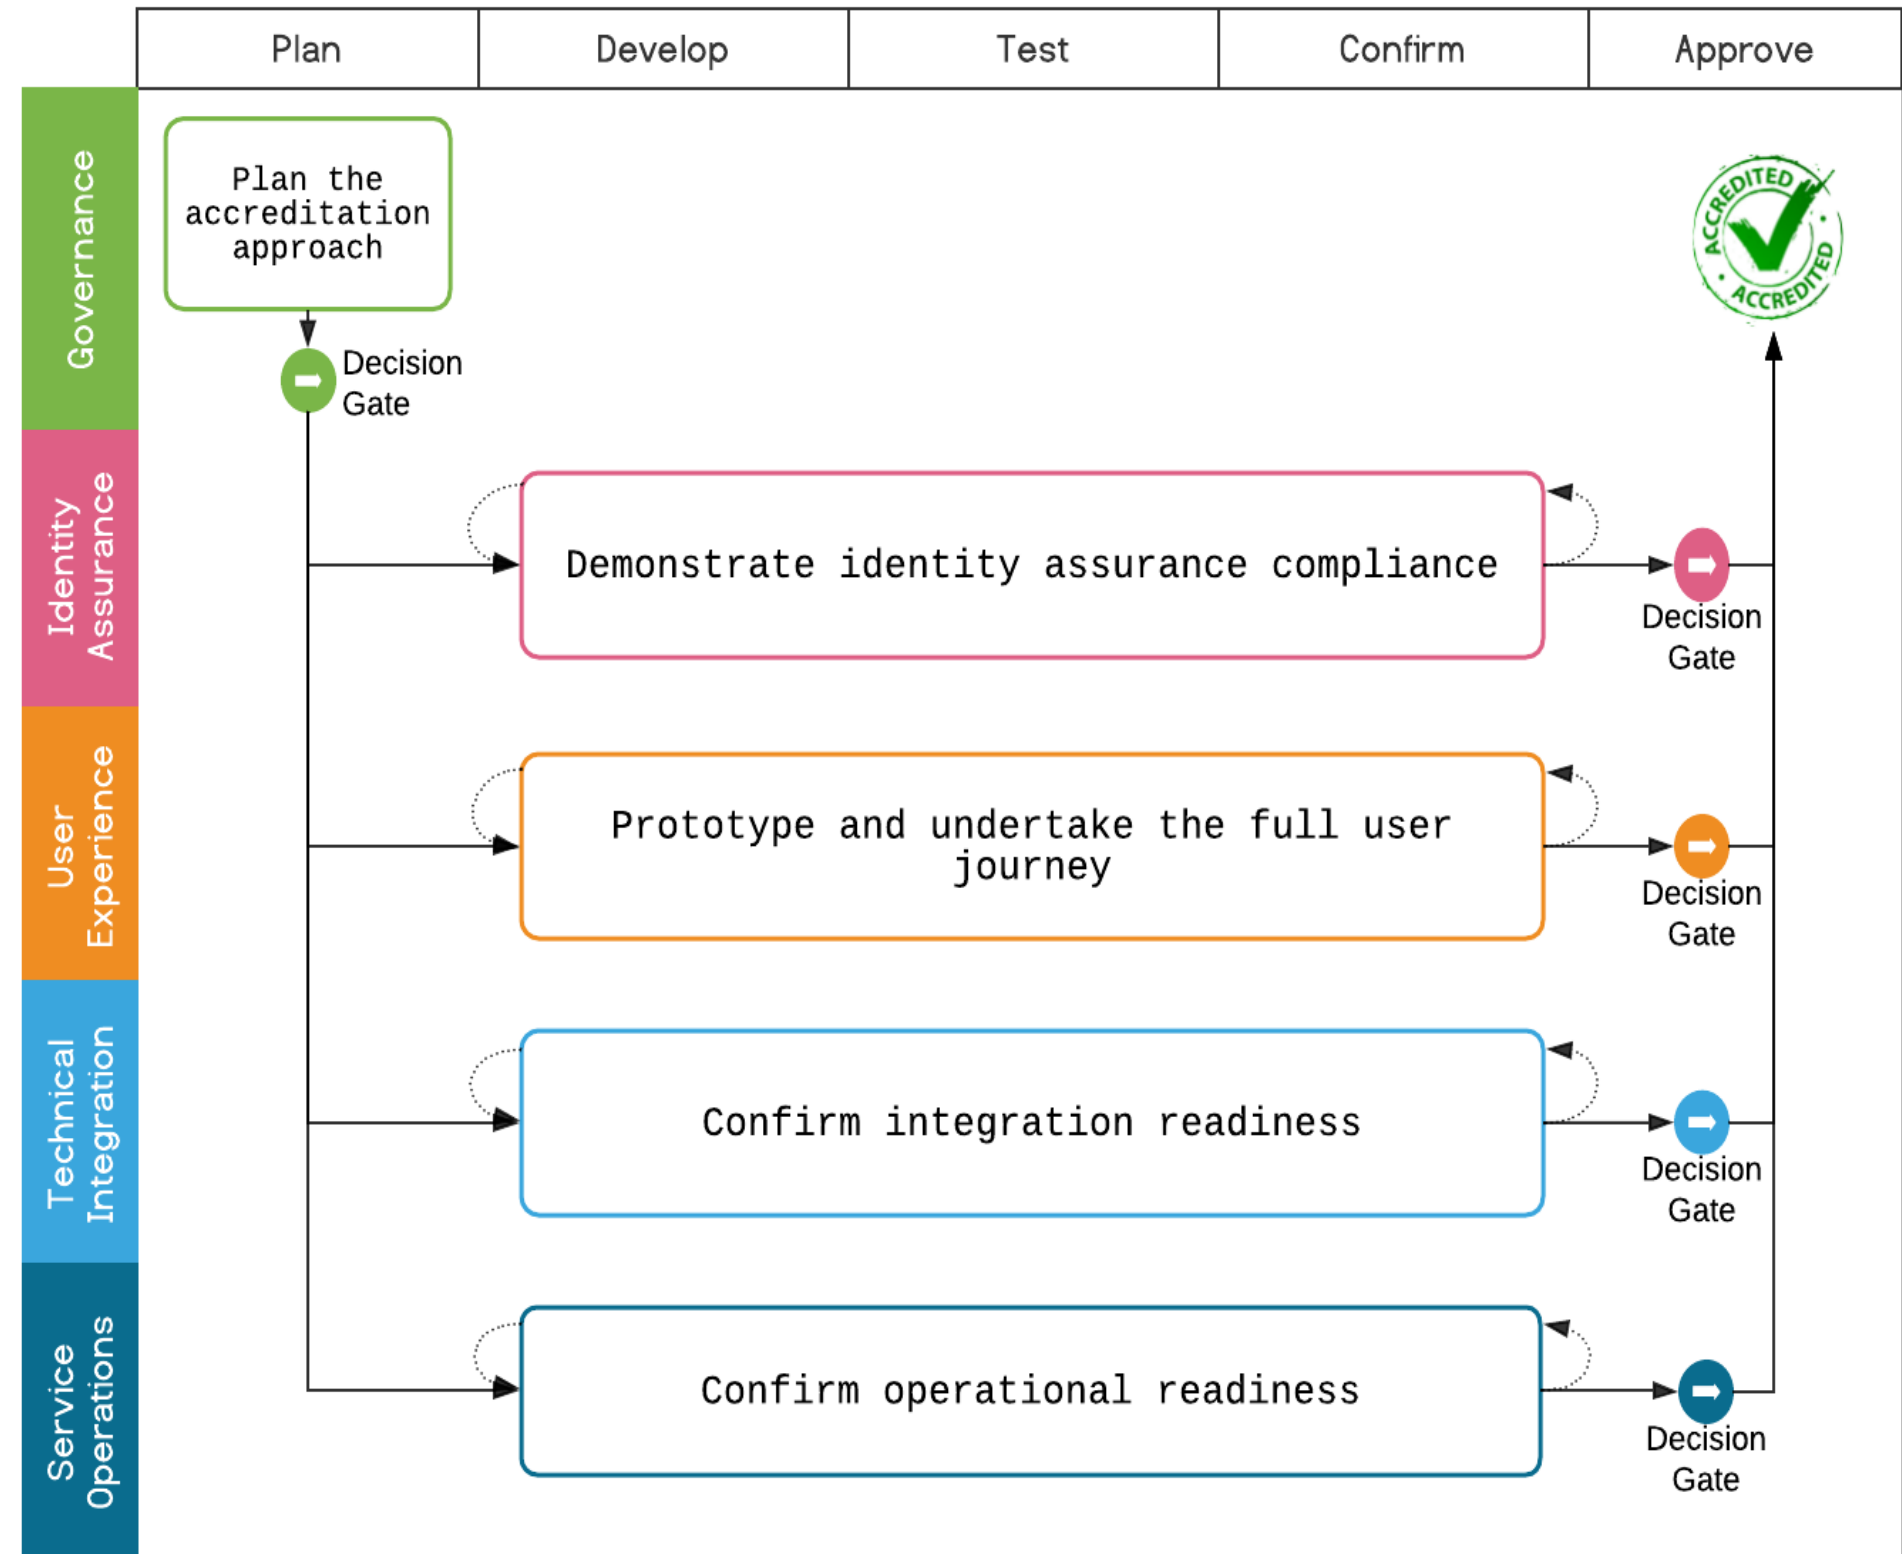 Plan
Develop
Test
Confirm
Approve
Governance
Plan the
accreditation
approach
Decision
Gate
ACCREDITED
ACCREDITED
Identity
Assurance
Demonstrate identity assurance compliance
Decision
Gate
User
Experience
Prototype and undertake the full user
journey
Decision
Gate
Technical
Integration
Confirm integration readiness
Decision
Gate
Service
Operations
Confirm operational readiness
Decision
Gate